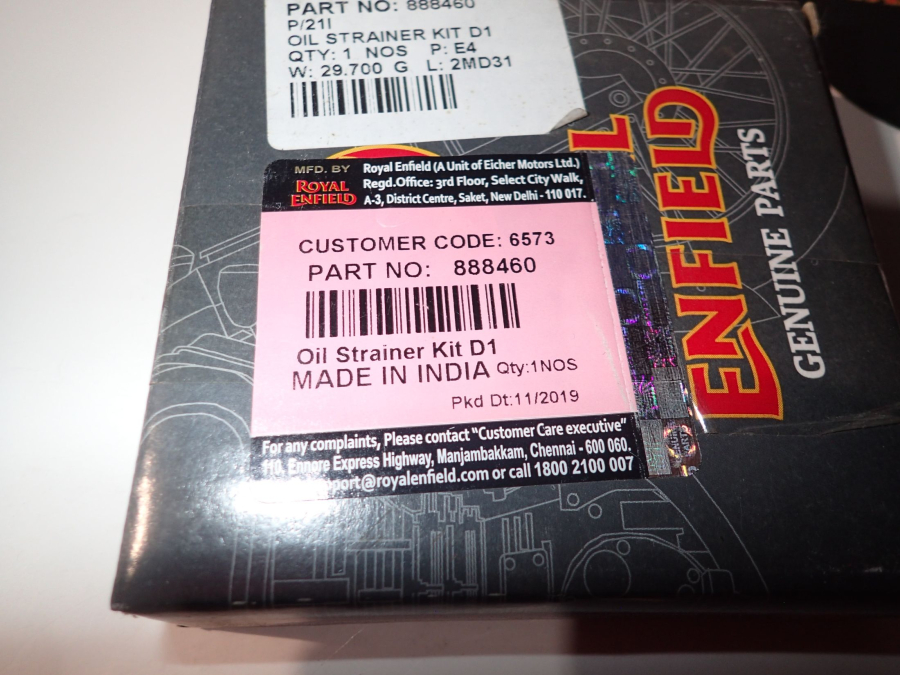 PART NO: 888460
P/21I
OIL STRAINER KIT D1
QTY: 1 NOS P: E4
W: 29.700 G L: 2MD31
MFD. BY
ROYAL
ENFIELD
Royal Enfield (A Unit of Eicher Motors Ltd.)
Regd.Office: 3rd Floor, Select City Walk,
A-3, District Centre, Saket, New Delhi - 110 017.
CUSTOMER CODE: 6573
PART NO: 888460
Oil Strainer Kit D1
MADE IN INDIA Qty:1NOS
Pkd Dt:11/2019
For any complaints, Please contact "Customer Care executive"
110, Ennore Express Highway, Manjambakkam, Chennai - 600 060.
port@royalenfield.com or call 1800 2100 007
L
ENFIELD
GENUINE PARTS